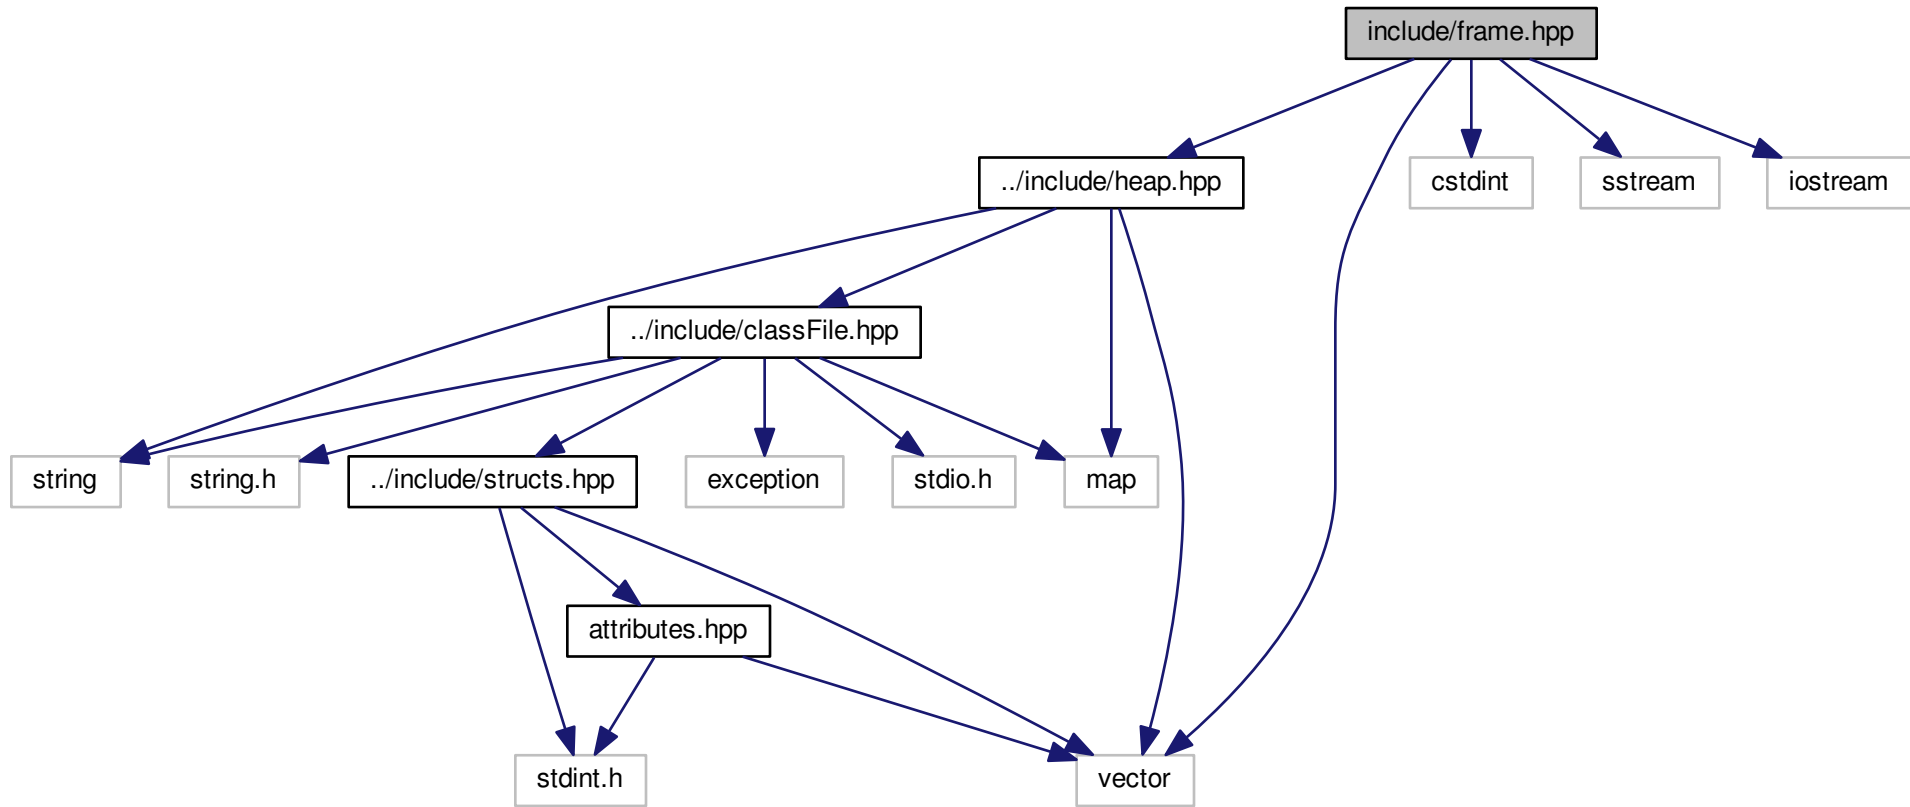 include/frame.hpp
../include/heap.hpp
cstdint
sstream
iostream
../include/classFile.hpp
string
string.h
../include/structs.hpp
exception
stdio.h
map
attributes.hpp
stdint.h
vector